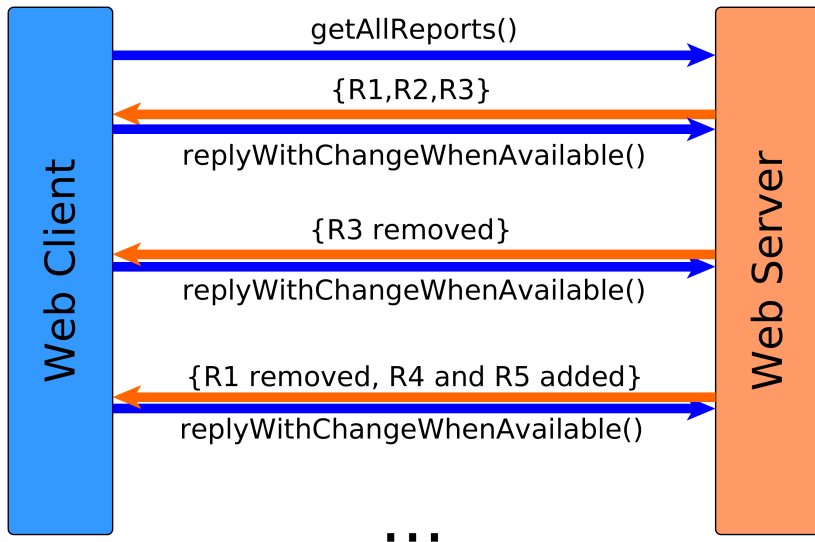 getAllReports()
{R1,R2,R3}
replyWithChangeWhenAvailable()
Web Client
Web Server
{R3 removed}
replyWithChangeWhenAvailable()
{R1 removed, R4 and R5 added}
replyWithChangeWhenAvailable()
...